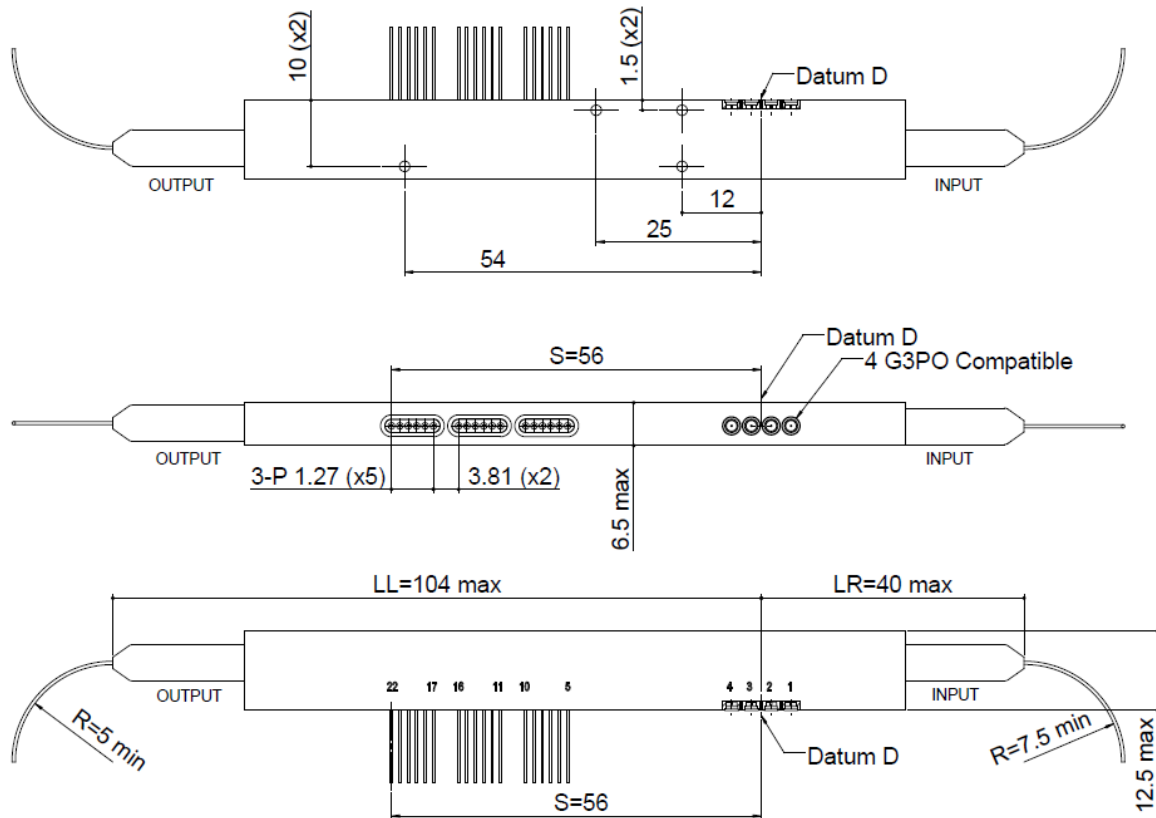 10 (x2)
1.5 (x2)
Datum D
OUTPUT
INPUT
12
25
54
S=56
Datum D
4 G3PO Compatible
OUTPUT
INPUT
3-P 1.27 (x5)
3.81 (x2)
6.5 max
LL=104 max
LR=40 max
OUTPUT
INPUT
22 17 16 11 10 5
4 3 2 1
R=5 min
Datum D
R=7.5 min
12.5 max
S=56